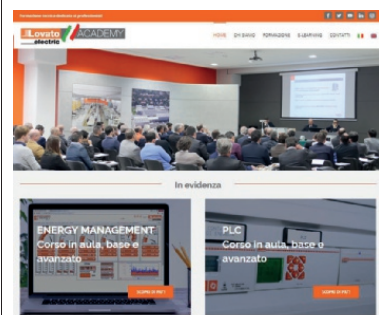 Formazione tecnica dedicata ai professionisti
Lovato electric ACADEMY
HOME CHI SIAMO FORMAZIONE E-LEARNING CONTATTI
In evidenza
ENERGY MANAGEMENT
Corso in aula, base e
avanzato
SCOPRI DI PIÙ
PLC
Corso in aula, base e
avanzato
SCOPRI DI PIÙ